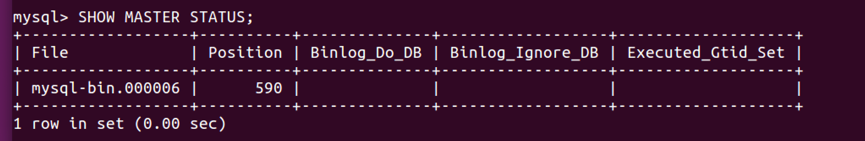 mysql> SHOW MASTER STATUS;
+------------------+----------+--------------+------------------+-------------------+
| File             | Position | Binlog_Do_DB | Binlog_Ignore_DB | Executed_Gtid_Set |
+------------------+----------+--------------+------------------+-------------------+
| mysql-bin.000006 |      590 |              |                  |                   |
+------------------+----------+--------------+------------------+-------------------+
1 row in set (0.00 sec)